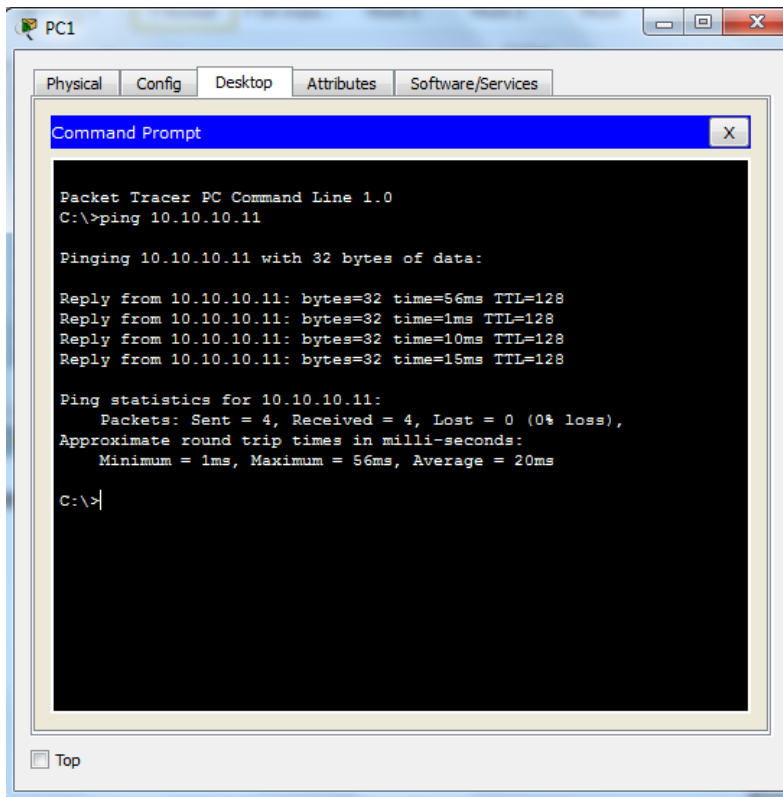 PC1
Physical Config Desktop Attributes Software/Services
Command Prompt X
Packet Tracer PC Command Line 1.0
C:\>ping 10.10.10.11
Pinging 10.10.10.11 with 32 bytes of data:
Reply from 10.10.10.11: bytes=32 time=56ms TTL=128
Reply from 10.10.10.11: bytes=32 time=1ms TTL=128
Reply from 10.10.10.11: bytes=32 time=10ms TTL=128
Reply from 10.10.10.11: bytes=32 time=15ms TTL=128
Ping statistics for 10.10.10.11:
Packets: Sent = 4, Received = 4, Lost = 0 (0% loss),
Approximate round trip times in milli-seconds:
Minimum = 1ms, Maximum = 56ms, Average = 20ms
C:\>
Top